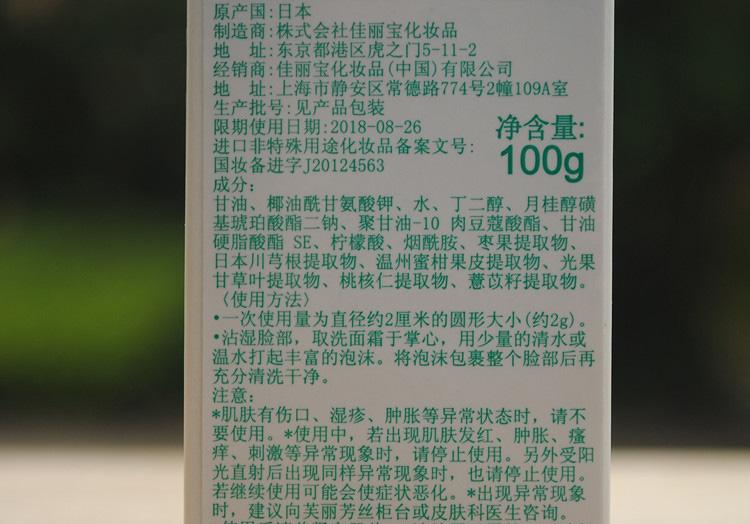 原产国:日本
制造商:株式会社佳丽宝化妆品
地　址:东京都港区虎之门5-11-2
经销商:佳丽宝化妆品(中国)有限公司
地　址:上海市静安区常德路774号2幢109A室
生产批号:见产品包装
限期使用日期:2018-08-26
进口非特殊用途化妆品备案文号:
国妆备进字J20124563
净含量:
100g
成分:
甘油、椰油酰甘氨酸钾、水、丁二醇、月桂醇磺
基琥珀酸酯二钠、聚甘油-10 肉豆蔻酸酯、甘油
硬脂酸酯 SE、柠檬酸、烟酰胺、枣果提取物、
日本川芎根提取物、温州蜜柑果皮提取物、光果
甘草叶提取物、桃核仁提取物、薏苡籽提取物。
〈使用方法〉
•一次使用量为直径约2厘米的圆形大小(约2g)。
•沾湿脸部，取洗面霜于掌心，用少量的清水或
温水打起丰富的泡沫。将泡沫包裹整个脸部后再
充分清洗干净。
注意:
*肌肤有伤口、湿疹、肿胀等异常状态时，请不
要使用。*使用中，若出现肌肤发红、肿胀、瘙
痒、刺激等异常现象时，请停止使用。另外受阳
光直射后出现同样异常现象时，也请停止使用。
若继续使用可能会使症状恶化。*出现异常现象
时，建议向芙丽芳丝柜台或皮肤科医生咨询。